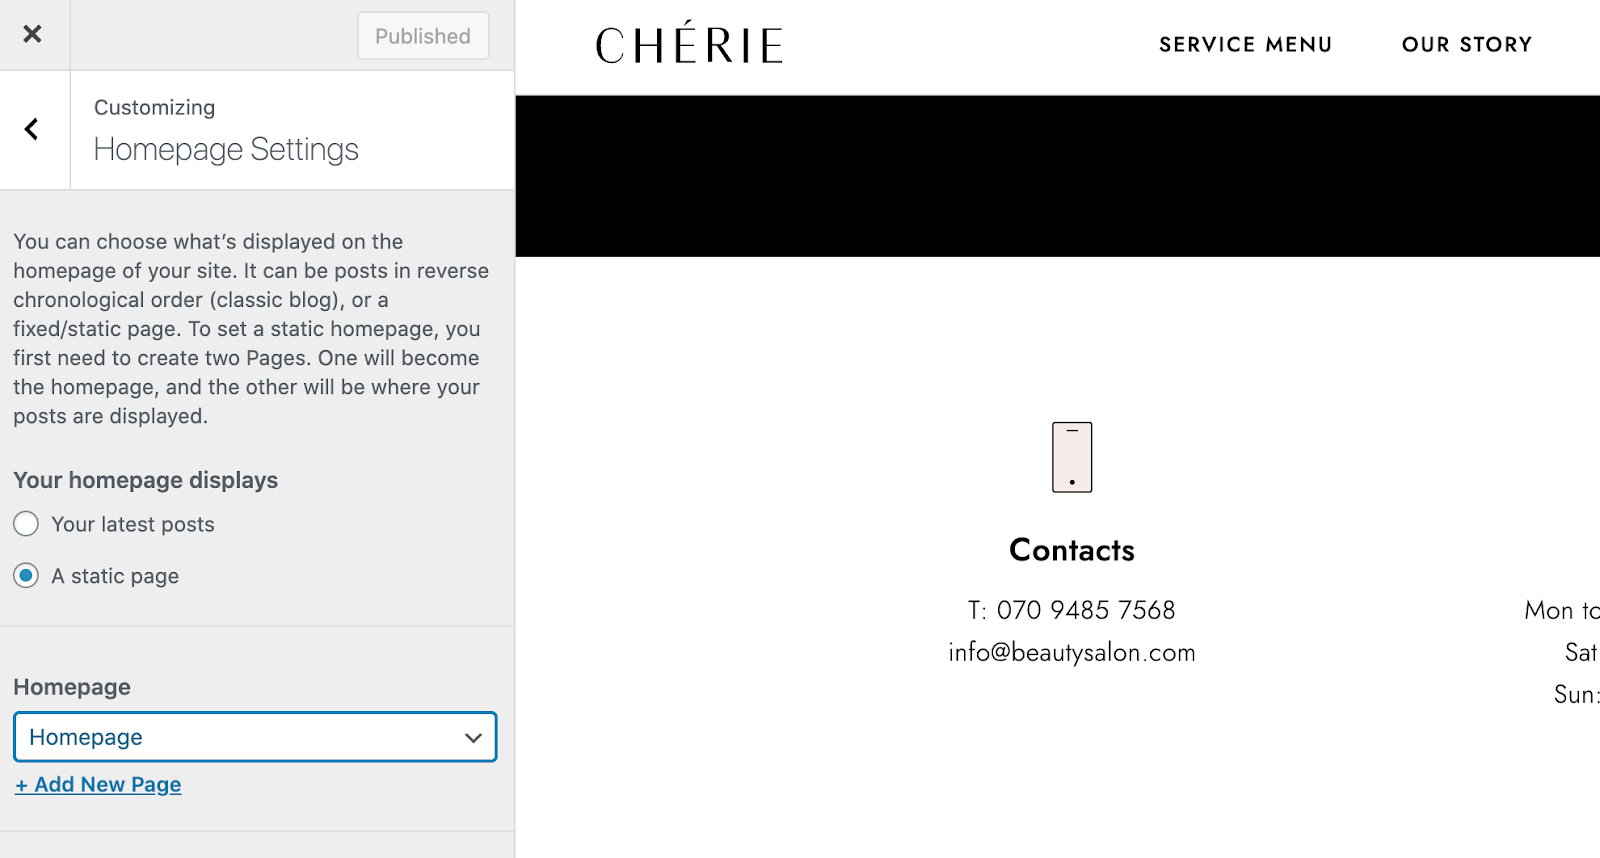 Published
Customizing
Homepage Settings
You can choose what’s displayed on the
homepage of your site. It can be posts in reverse
chronological order (classic blog), or a
fixed/static page. To set a static homepage, you
first need to create two Pages. One will become
the homepage, and the other will be where your
posts are displayed.
Your homepage displays
Your latest posts
A static page
Homepage
Homepage
+ Add New Page
CHÉRIE
SERVICE MENU
OUR STORY
Contacts
T: 070 9485 7568
info@beautysalon.com
Mon to
Sat
Sun: